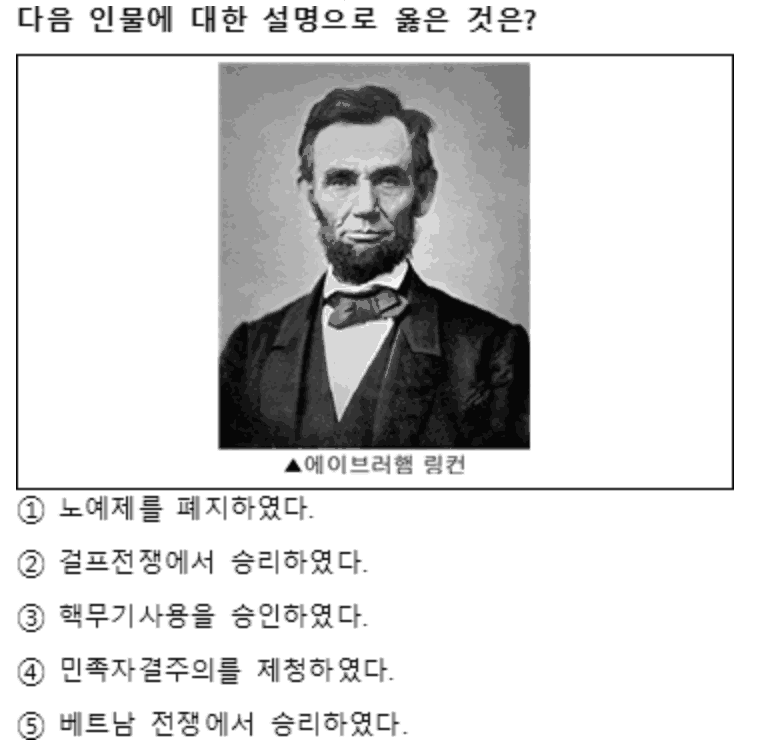 다음 인물에 대한 설명으로 옳은 것은?
▲에이브러햄 링컨
① 노예제를 폐지하였다.
② 걸프전쟁에서 승리하였다.
③ 핵무기사용을 승인하였다.
④ 민족자결주의를 제청하였다.
⑤ 베트남 전쟁에서 승리하였다.